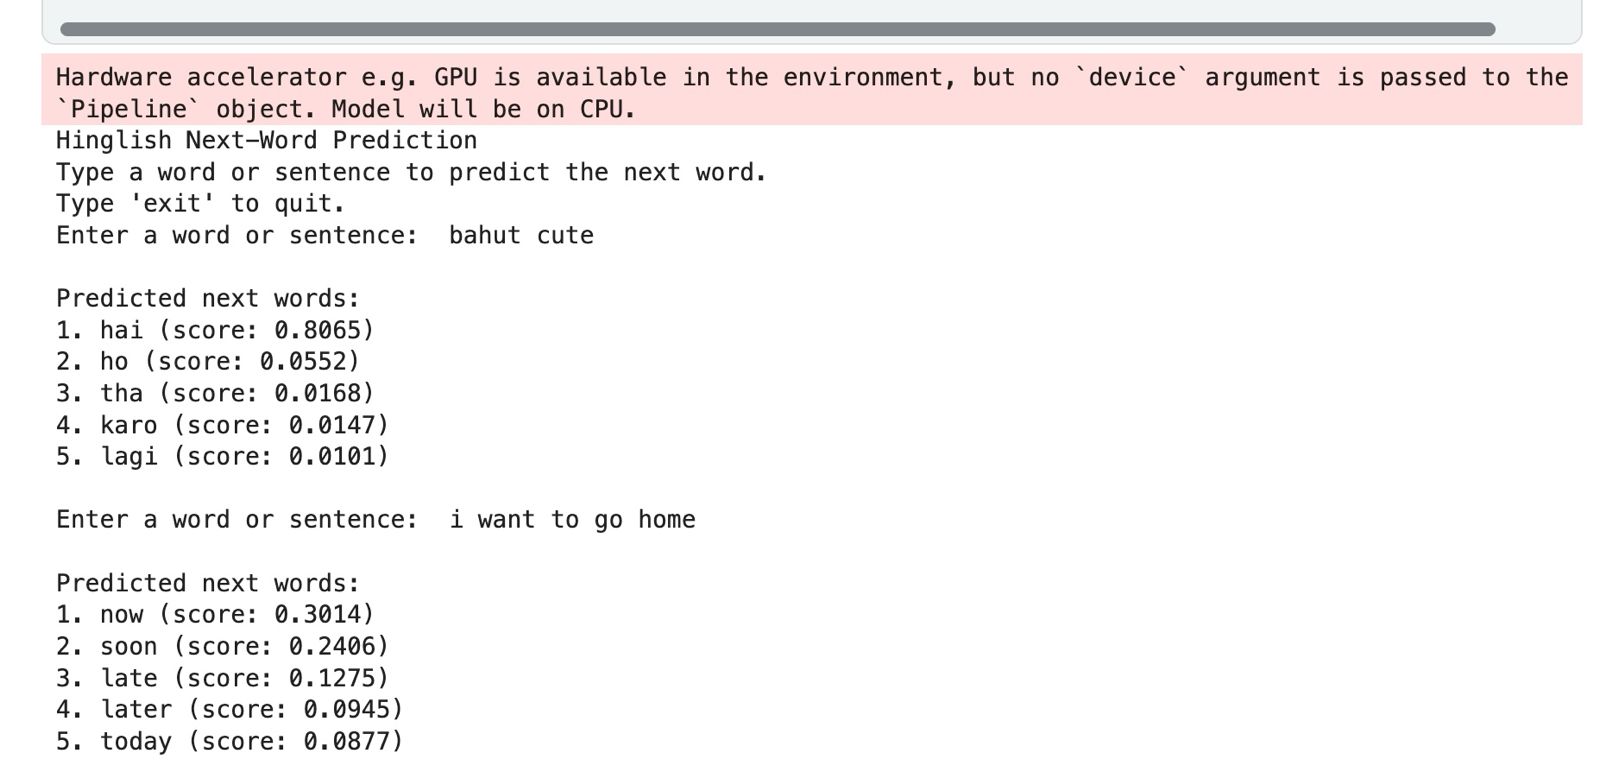 Hardware accelerator e.g. GPU is available in the environment, but no `device` argument is passed to the
`Pipeline` object. Model will be on CPU.
Hinglish Next-Word Prediction
Type a word or sentence to predict the next word.
Type 'exit' to quit.
Enter a word or sentence:  bahut cute
Predicted next words:
1. hai (score: 0.8065)
2. ho (score: 0.0552)
3. tha (score: 0.0168)
4. karo (score: 0.0147)
5. lagi (score: 0.0101)
Enter a word or sentence:  i want to go home
Predicted next words:
1. now (score: 0.3014)
2. soon (score: 0.2406)
3. late (score: 0.1275)
4. later (score: 0.0945)
5. today (score: 0.0877)